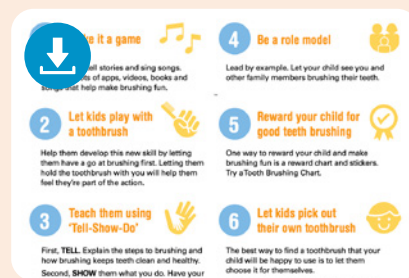 ke it a game
ell stories and sing songs.
ts of apps, videos, books and
songs that help make brushing fun.
2
Let kids play with
a toothbrush
Help them develop this new skill by letting
them have a go at brushing first. Letting them
hold the toothbrush with you will help them
feel they're part of the action.
3
Teach them using
'Tell-Show-Do'
First, TELL. Explain the steps to brushing and
how brushing keeps teeth clean and healthy.
Second, SHOW them what you do. Have your
4
Be a role model
Lead by example. Let your child see you and
other family members brushing their teeth.
5
Reward your child for
good teeth brushing
One way to reward your child and make
brushing fun is a reward chart and stickers.
Try a Tooth Brushing Chart.
6
Let kids pick out
their own toothbrush
The best way to find a toothbrush that your
child will be happy to use is to let them
choose it for themselves.